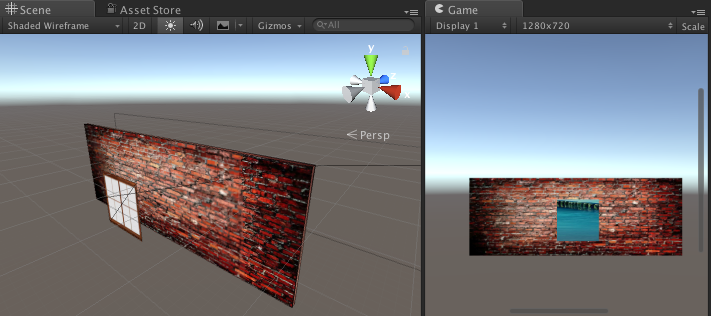 Scene
Asset Store
Shaded Wireframe
2D
Gizmos
All
y
z
x
Persp
Game
Display 1
1280x720
Scale